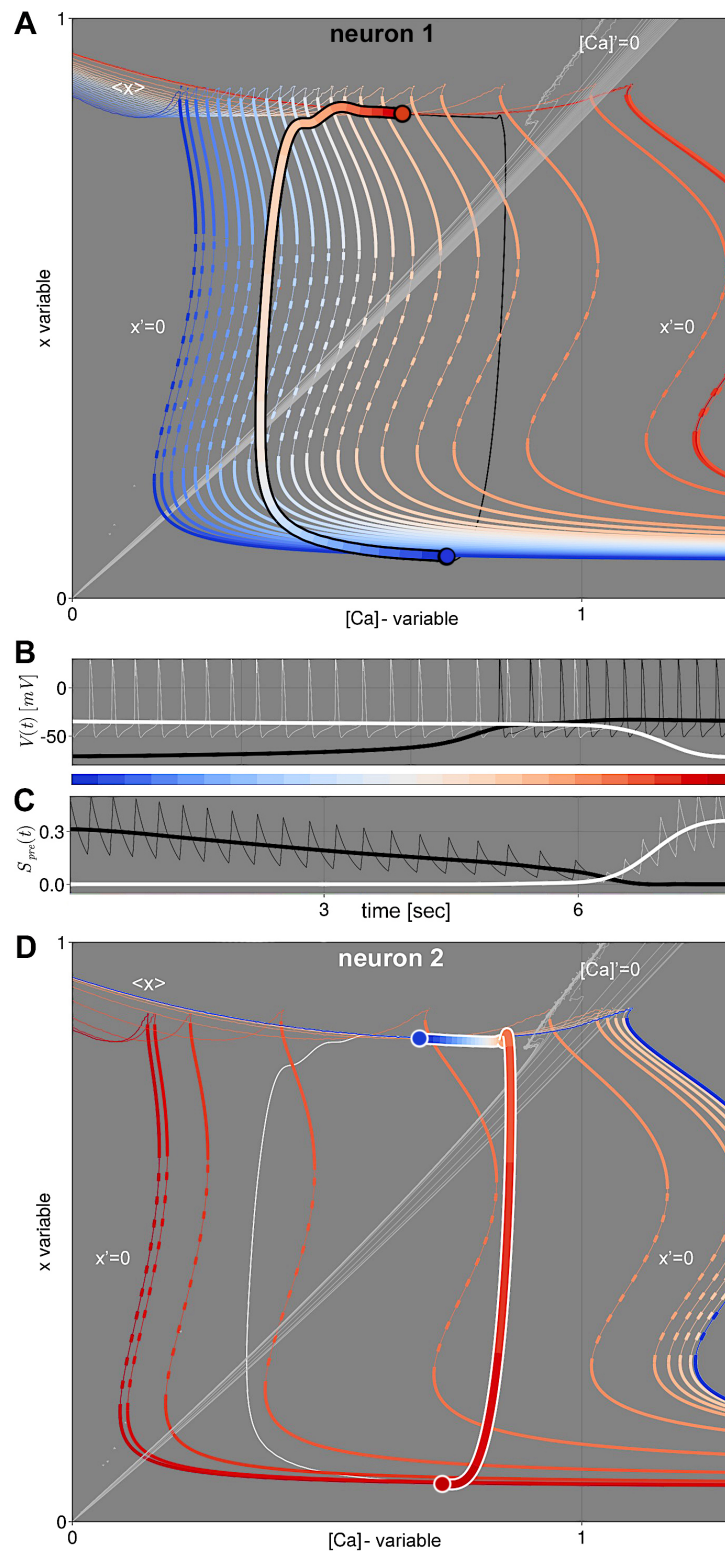 A
1
neuron 1
[Ca]'=0
<x>
x variable
x'=0
x'=0
0
0
[Ca]- variable
1
B
0
-50
V(t) [mV]
C
0.3
0.0
S_pre(t)
3
time [sec]
6
D
1
neuron 2
<x>
[Ca]'=0
x variable
x'=0
x'=0
0
0
[Ca]- variable
1